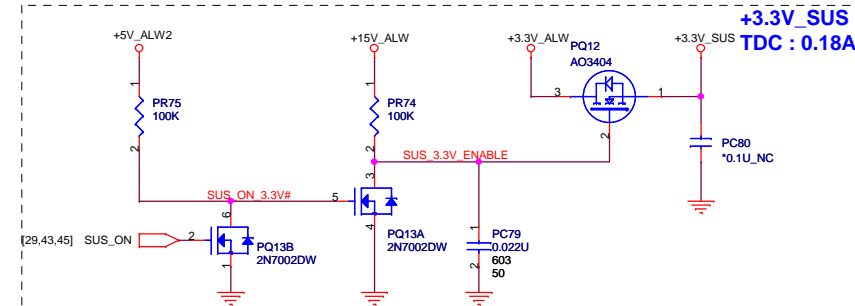 +3.3V_SUS
TDC : 0.18A
+5V_ALW2
+15V_ALW
+3.3V_ALW
+3.3V_SUS
PQ12
AO3404
1
PR75
100K
2
1
PR74
100K
2
3
1
2
PC80
*0.1U_NC
SUS_3.3V_ENABLE
SUS_ON_3.3V#
5
3
4
PQ13A
2N7002DW
[29,43,45]
SUS_ON
2
6
1
PQ13B
2N7002DW
1
PC79
0.022U
603
50
2